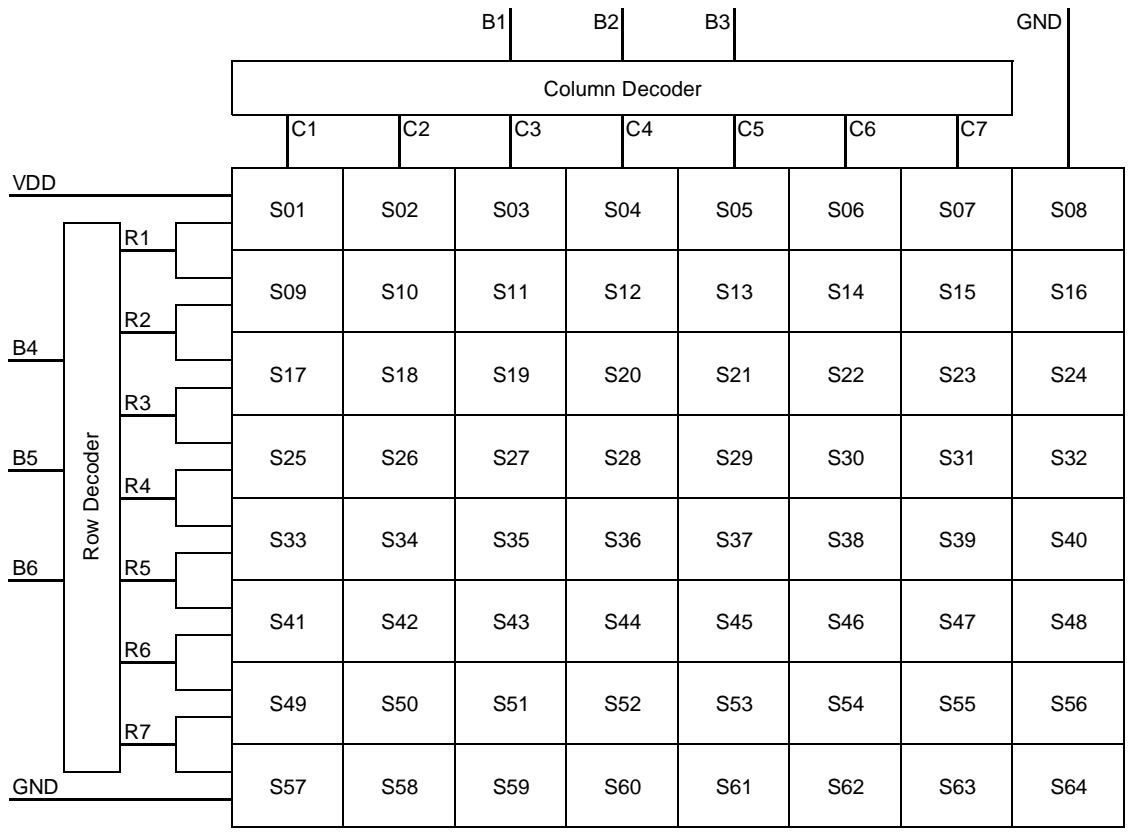 B1 B2 B3 GND
Column Decoder
C1 C2 C3 C4 C5 C6 C7
VDD
S01 S02 S03 S04 S05 S06 S07 S08
R1
S09 S10 S11 S12 S13 S14 S15 S16
R2
B4
S17 S18 S19 S20 S21 S22 S23 S24
R3
S25 S26 S27 S28 S29 S30 S31 S32
B5
R4
Row Decoder
S33 S34 S35 S36 S37 S38 S39 S40
B6 R5
S41 S42 S43 S44 S45 S46 S47 S48
R6
S49 S50 S51 S52 S53 S54 S55 S56
R7
GND
S57 S58 S59 S60 S61 S62 S63 S64